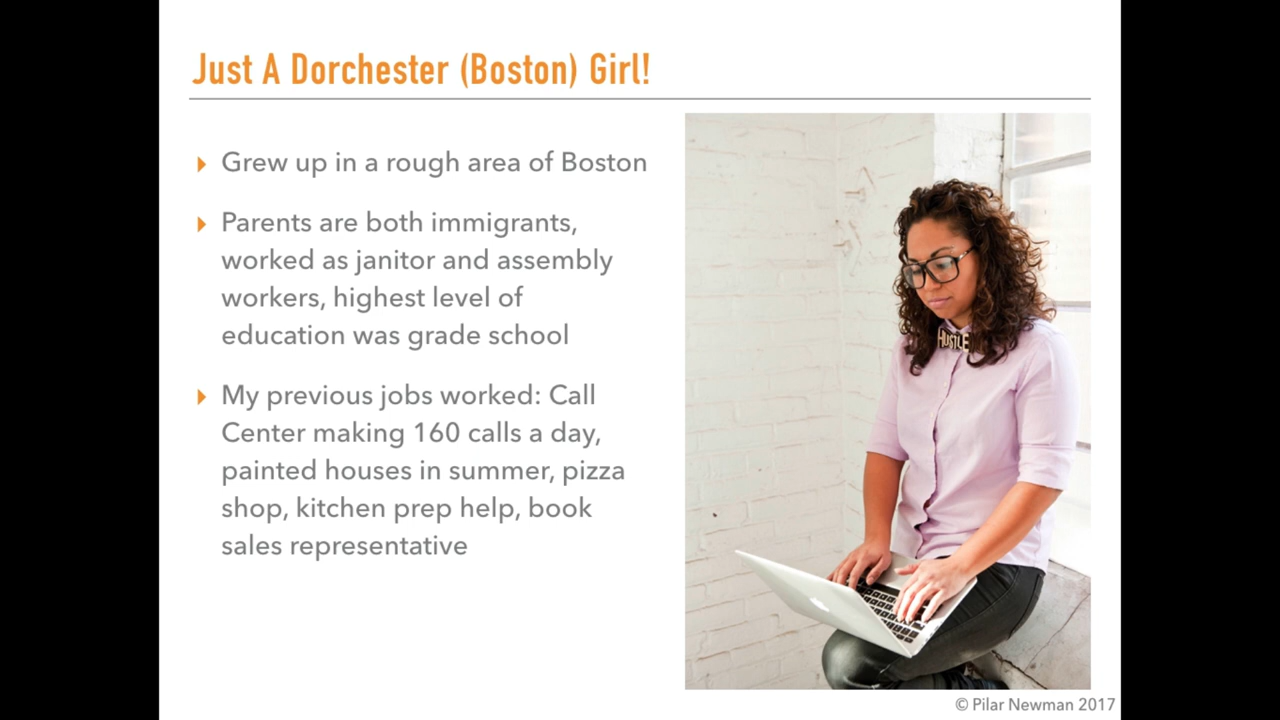 Just A Dorchester (Boston) Girl!
Grew up in a rough area of Boston
Parents are both immigrants,
worked as janitor and assembly
workers, highest level of
education was grade school
My previous jobs worked: Call
Center making 160 calls a day,
painted houses in summer, pizza
shop, kitchen prep help, book
sales representative
HUSTLE
© Pilar Newman 2017